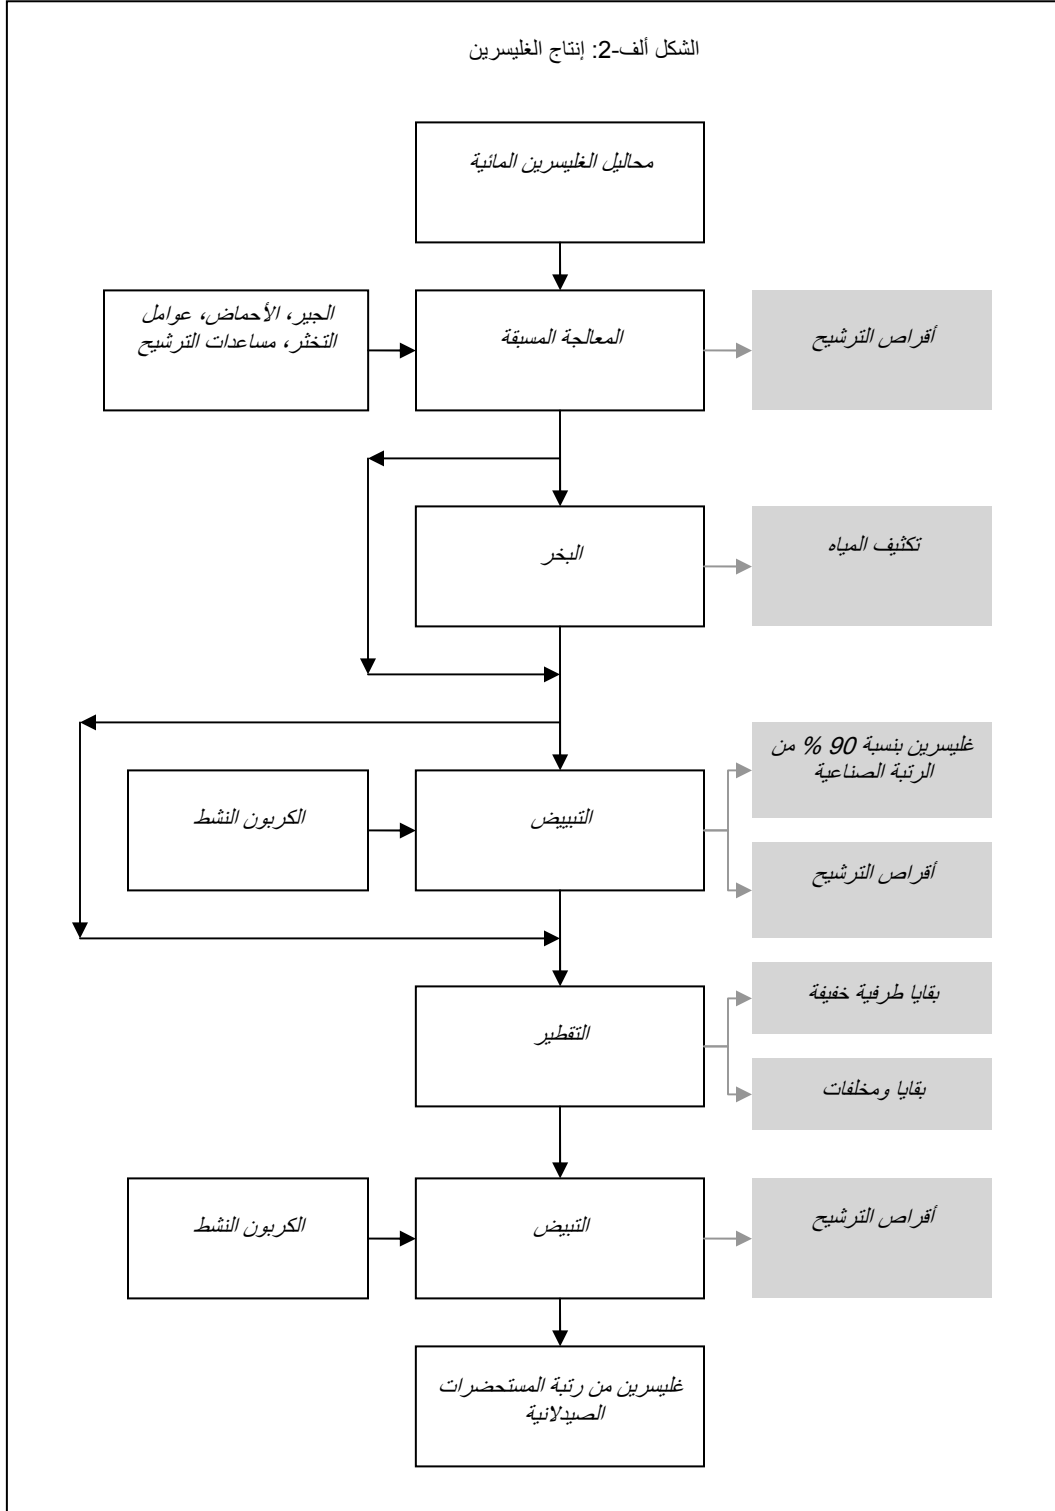 الشكل ألف-2: إنتاج الغليسرين
محاليل الغليسرين المائية
الجير، الأحماض، عوامل
التخثر، مساعدات الترشيح
المعالجة المسبقة
أقراص الترشيح
البخر
تكثيف المياه
غليسرين بنسبة 90 % من
الرتبة الصناعية
الكربون النشط
التبييض
أقراص الترشيح
التقطير
بقايا طرفية خفيفة
بقايا ومخلفات
الكربون النشط
التبيض
أقراص الترشيح
غليسرين من رتبة المستحضرات
الصيدلانية